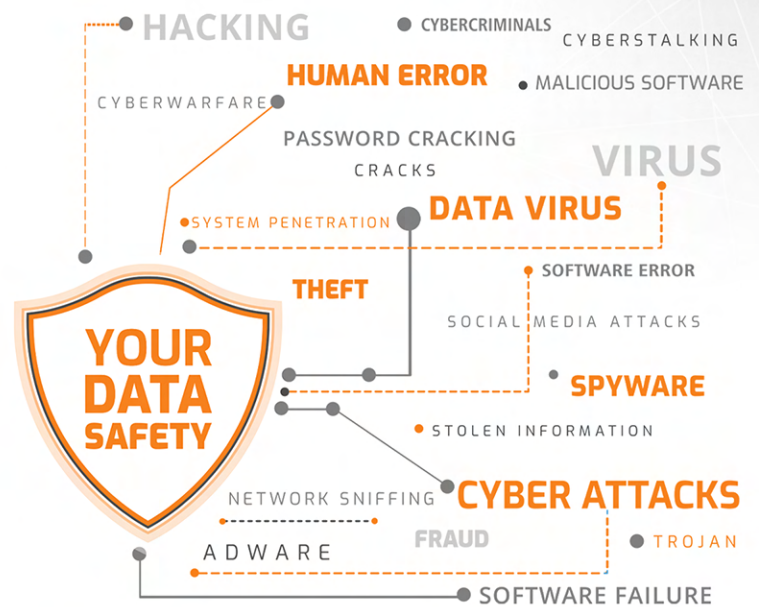 HACKING
CYBERCRIMINALS
CYBERSTALKING
HUMAN ERROR
MALICIOUS SOFTWARE
CYBERWARFARE
PASSWORD CRACKING
CRACKS
VIRUS
DATA VIRUS
SYSTEM PENETRATION
SOFTWARE ERROR
THEFT
SOCIAL MEDIA ATTACKS
YOUR
DATA
SAFETY
SPYWARE
STOLEN INFORMATION
NETWORK SNIFFING
CYBER ATTACKS
FRAUD
TROJAN
ADWARE
SOFTWARE FAILURE